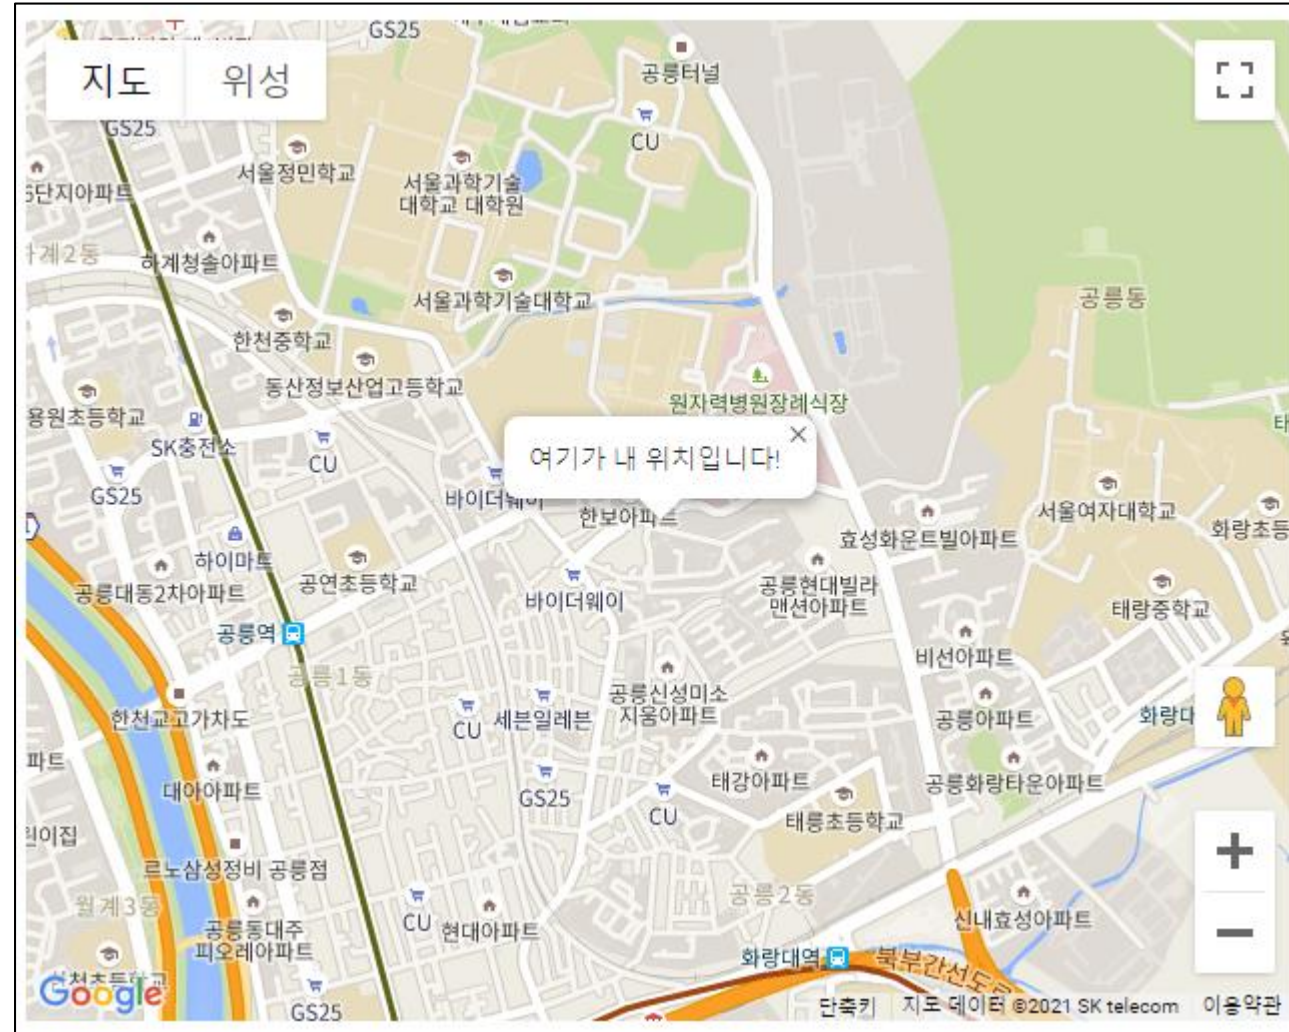 GS25
공릉터널
지도
위성
CU
GS25
서울정민학교
서울과학기술
대학교 대학원
단지아파트
계2동
하계청솔아파트
서울과학기술대학교
공릉동
한천중학교
동산정보산업고등학교
원자력병원장례식장
용원초등학교
SK충전소
CU
여기가 내 위치입니다!
GS25
바이더웨이
한보아파트
서울여자대학교
화랑초등
효성화운트빌아파트
하이마트
공연초등학교
공릉대동2차아파트
바이더웨이
공릉현대빌라
맨션아파트
태랑중학교
공릉역
비선아파트
공릉1동
공릉신성미소
지움아파트
한천교고가차도
CU
세븐일레븐
공릉아파트
화랑대
파트
대아아파트
GS25
태강아파트
공릉화랑타운아파트
CU
태릉초등학교
린이집
르노삼성정비 공릉점
공릉2동
월계3동
공릉동대주
피오레아파트
CU
현대아파트
신내효성아파트
화랑대역
북부간선도로
Google
GS25
단축키
지도 데이터 ©2021 SK telecom
이용약관